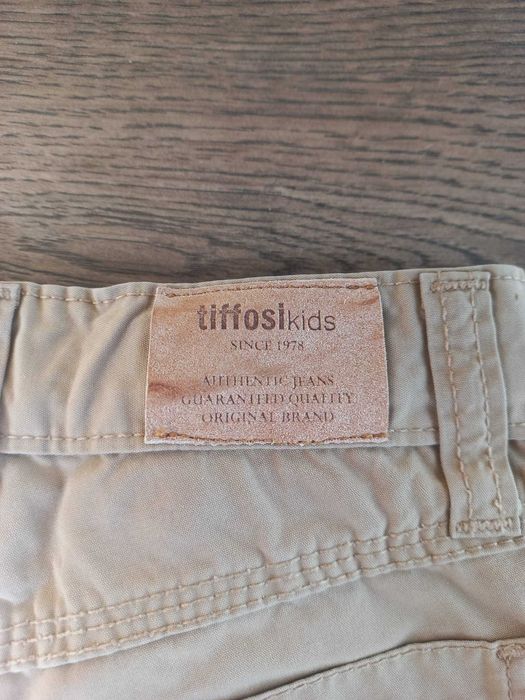 tiffosikids
SINCE 1978
AUTHENTIC JEANS
GUARANTEED QUALITY
ORIGINAL BRAND